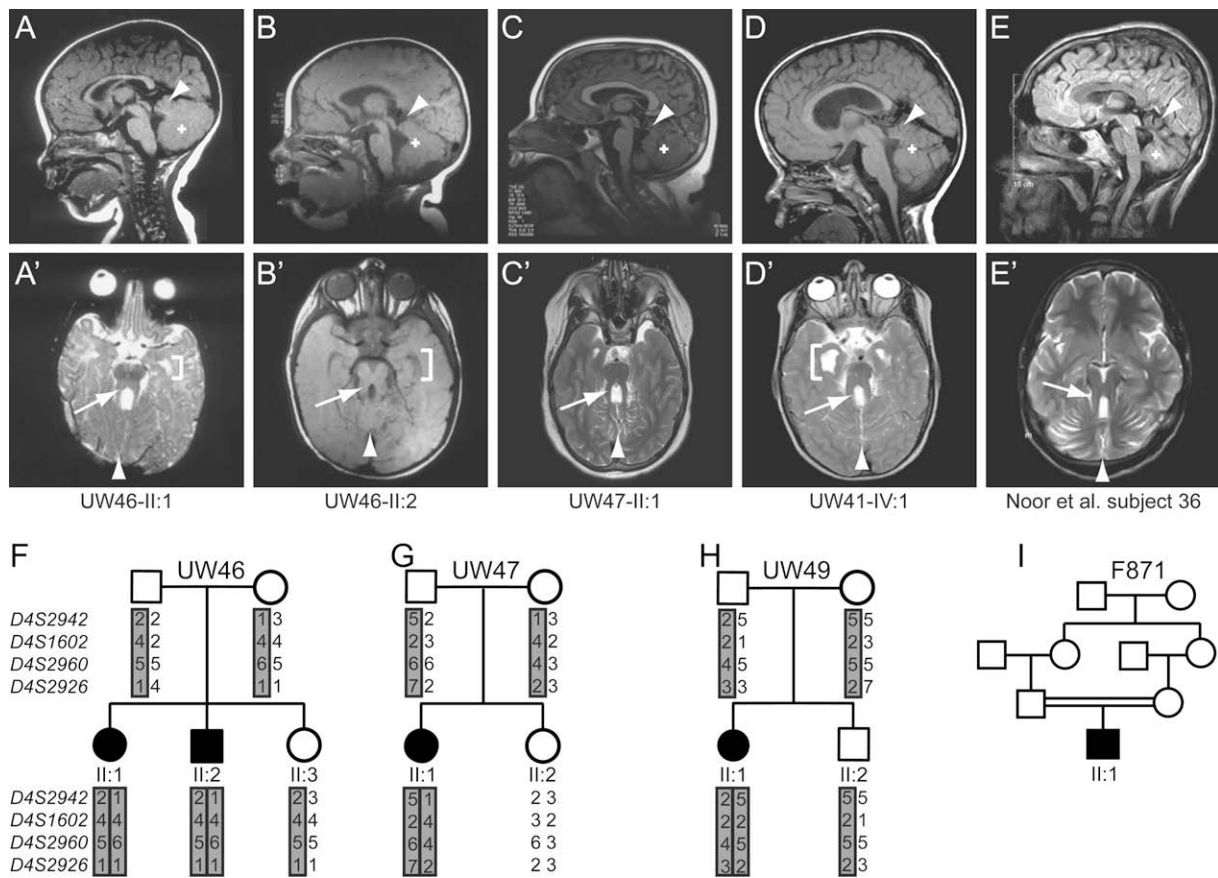 A B C D E
A' B' C' D' E'
UW46-II:1 UW46-II:2 UW47-II:1 UW41-IV:1 Noor et al. subject 36
10 cm
F UW46 G UW47 H UW49 I F871
D4S2942 2 2 1 3 5 2 1 3 2 5 5 5
D4S1602 4 2 4 4 2 3 4 2 2 1 2 3
D4S2960 5 5 6 5 6 6 4 3 4 5 5 5
D4S2926 1 4 1 1 7 2 2 3 3 3 2 7
II:1 II:2 II:3 II:1 II:2 II:1 II:2 II:1
D4S2942 2 1 2 1 2 3 5 1 2 3 2 5 5 5
D4S1602 4 4 4 4 4 4 2 4 3 2 2 2 2 1
D4S2960 5 6 5 6 5 5 6 4 6 3 4 5 5 5
D4S2926 1 1 1 1 1 1 7 2 2 3 3 2 2 3